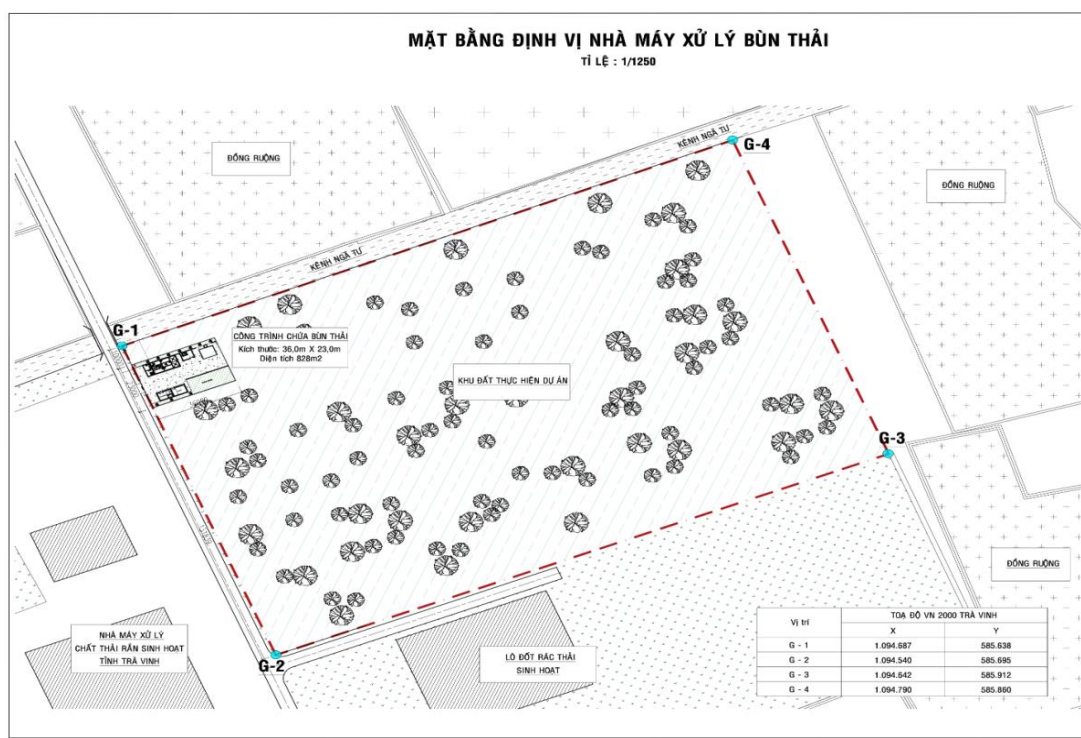 MẶT BẰNG ĐỊNH VỊ NHÀ MÁY XỬ LÝ BÙN THẢI
TỈ LỆ : 1/1250
KÊNH NGÃ TƯ
G-4
ĐỒNG RUỘNG
ĐỒNG RUỘNG
KÊNH NGÃ TƯ
G-1
CÔNG TRÌNH CHỨA BÙN THẢI
Kích thước: 36,0m X 23,0m
Diện tích 828m2
KHU ĐẤT THỰC HIỆN DỰ ÁN
G-3
ĐỒNG RUỘNG
G-2
NHÀ MÁY XỬ LÝ
CHẤT THẢI RẮN SINH HOẠT
TỈNH TRÀ VINH
LÒ ĐỐT RÁC THẢI
SINH HOẠT
Vị trí TOẠ ĐỘ VN 2000 TRÀ VINH
X Y
G - 1 1.094.687 585.638
G - 2 1.094.540 585.695
G - 3 1.094.642 585.912
G - 4 1.094.790 585.860